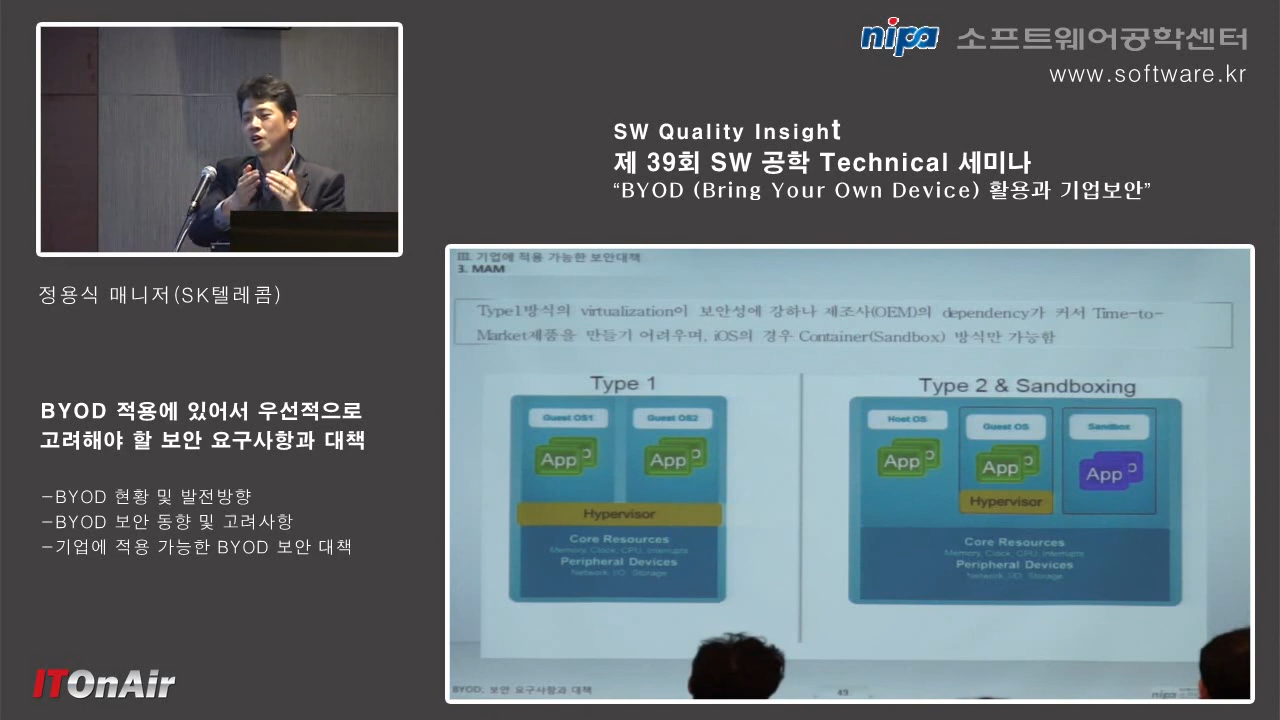 nipa 소프트웨어공학센터
www.software.kr
SW Quality Insight
제 39회 SW 공학 Technical 세미나
“BYOD (Bring Your Own Device) 활용과 기업보안”
정용식 매니저(SK텔레콤)
BYOD 적용에 있어서 우선적으로
고려해야 할 보안 요구사항과 대책
-BYOD 현황 및 발전방향
-BYOD 보안 동향 및 고려사항
-기업에 적용 가능한 BYOD 보안 대책
ITOnAir
III. 기업에 적용 가능한 보안대책
3. MAM
Type1방식의 virtualization이 보안성에 강하나 제조사(OEM)의 dependency가 커서 Time-to-
Market제품을 만들기 어려우며, iOS의 경우 Container(Sandbox) 방식만 가능함
Type 1
Guest OS1
Guest OS2
App
App
Hypervisor
Core Resources
Memory, Clock, CPU, Interrupts
Peripheral Devices
Network, I/O, Storage
Type 2 & Sandboxing
Host OS
Guest OS
Sandbox
App
App
App
Hypervisor
Core Resources
Memory, Clock, CPU, Interrupts
Peripheral Devices
Network, I/O, Storage
BYOD, 보안 요구사항과 대책
43
nipa